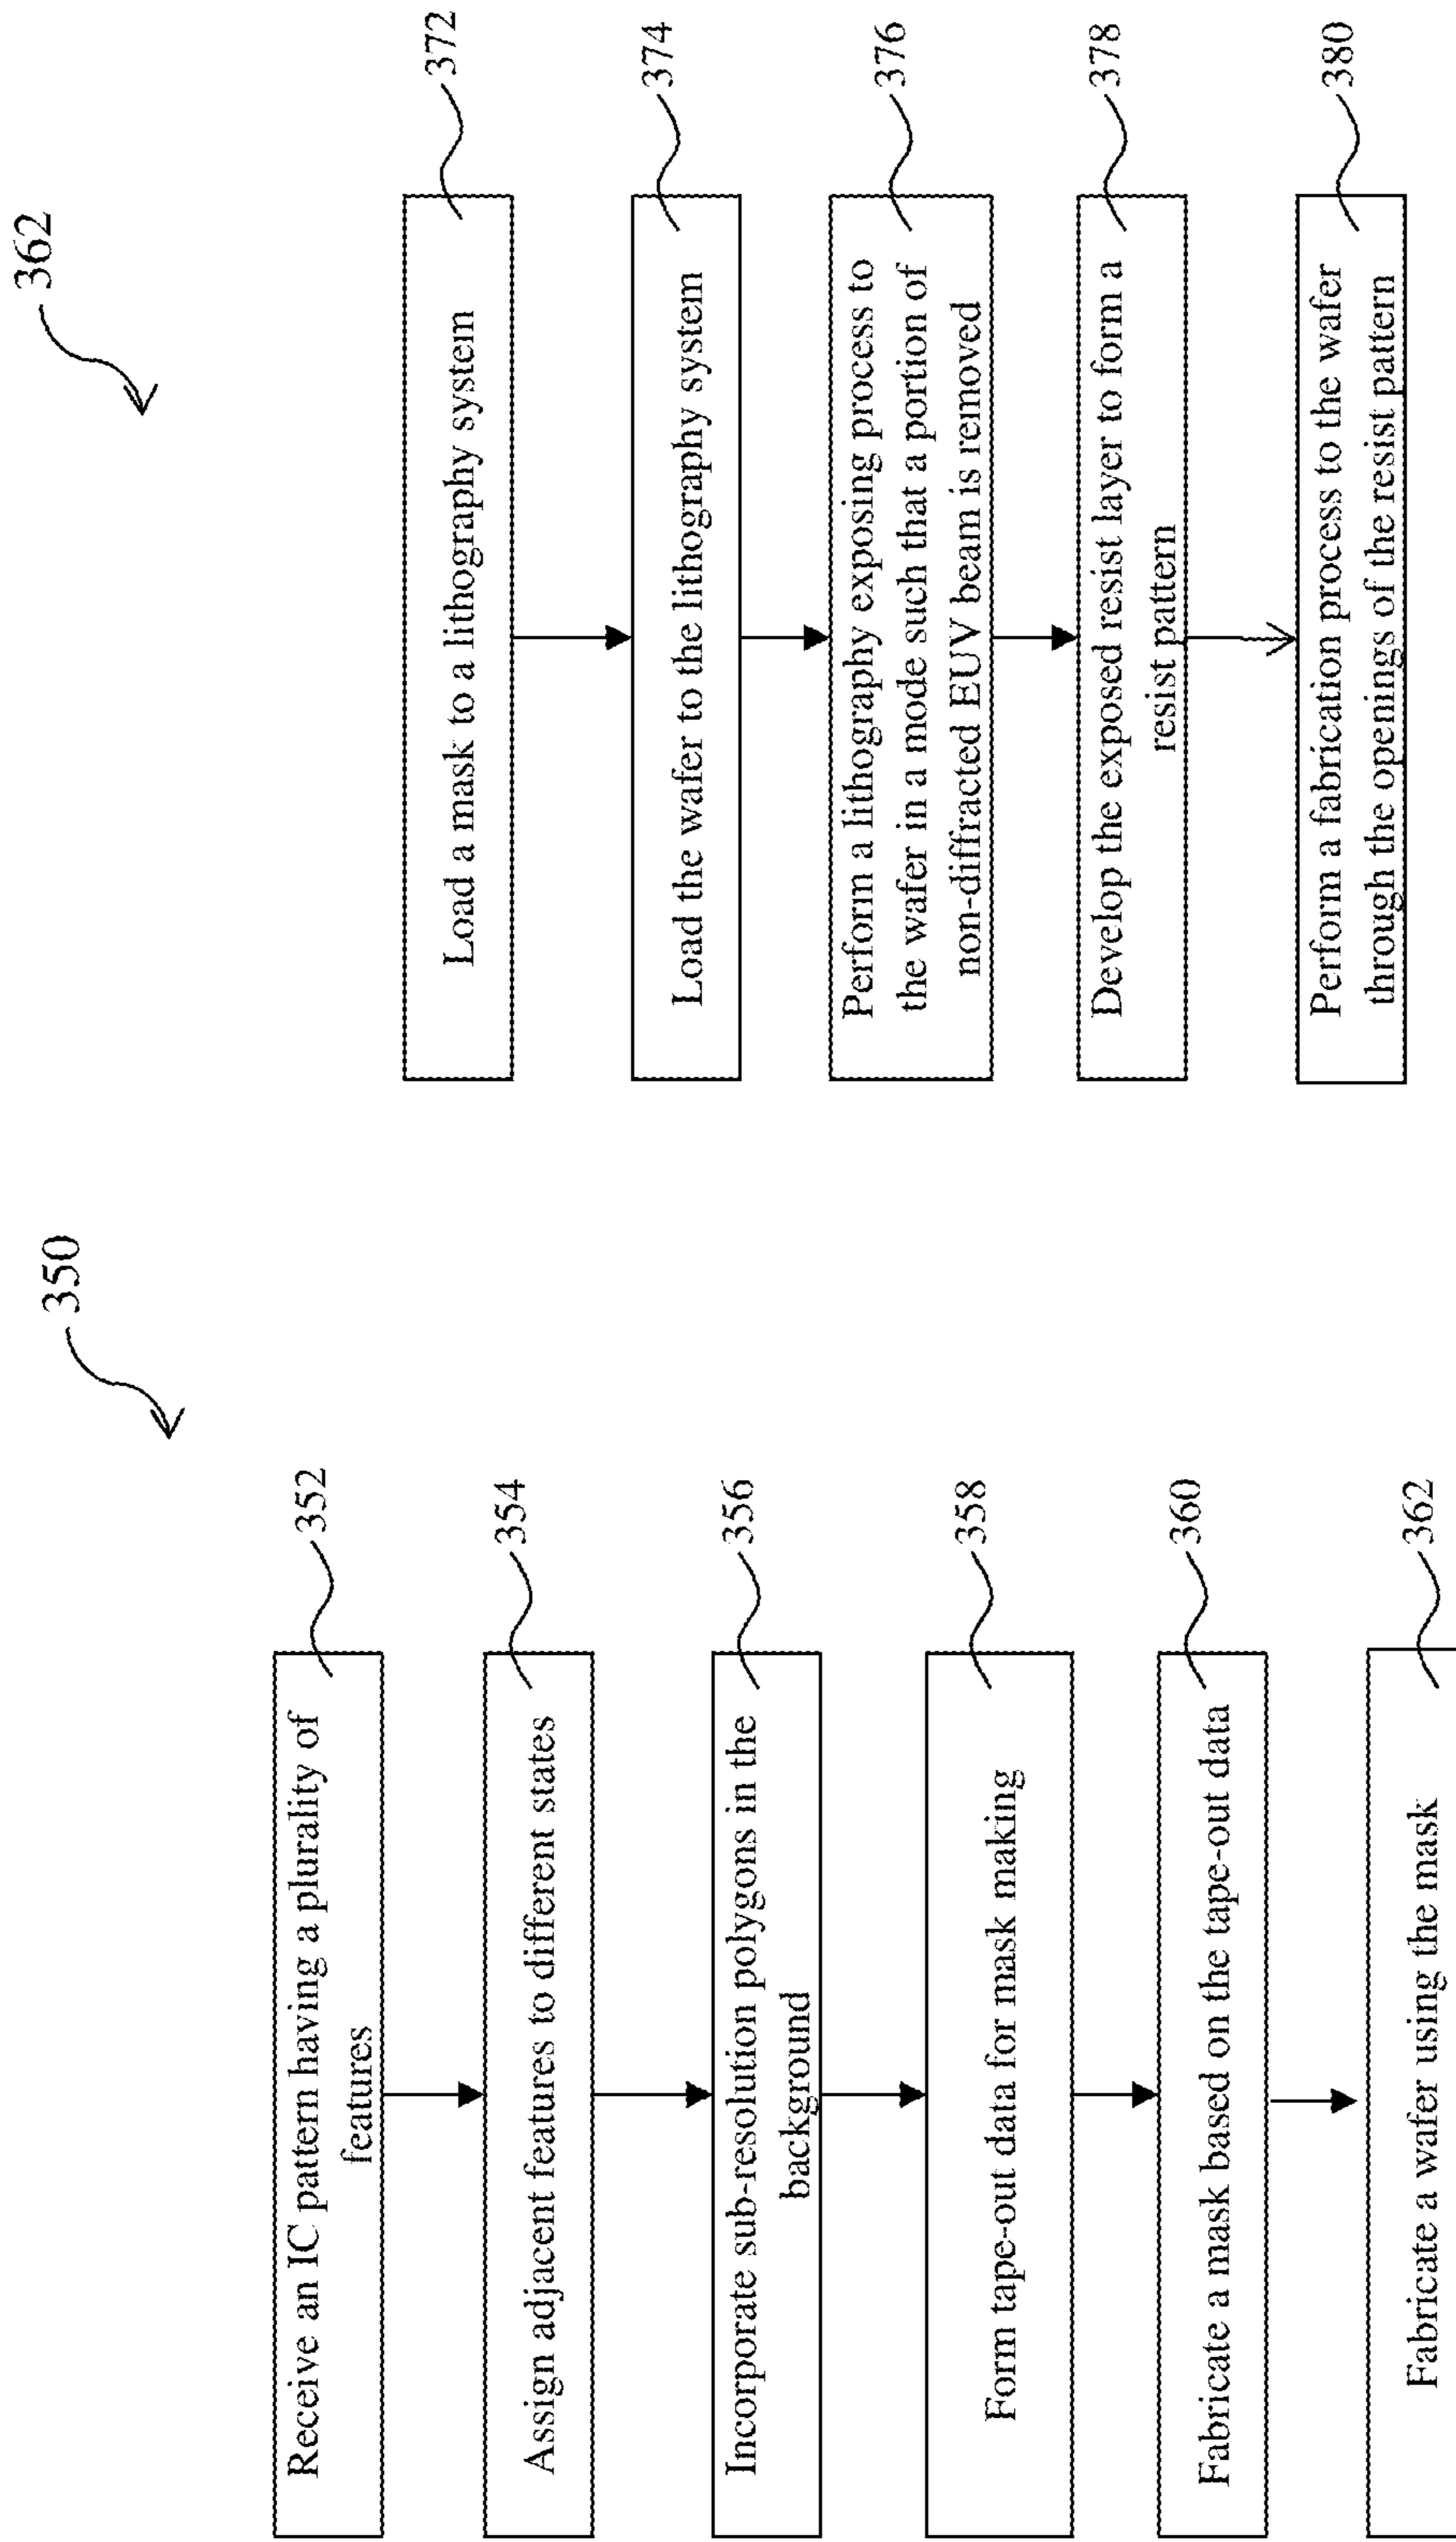 350
Receive an IC pattern having a plurality of
features
352
Assign adjacent features to different states
354
Incorporate sub-resolution polygons in the
background
356
Form tape-out data for mask making
358
Fabricate a mask based on the tape-out data
360
Fabricate a wafer using the mask
362
362
Load a mask to a lithography system
372
Load the wafer to the lithography system
374
Perform a lithography exposing process to
the wafer in a mode such that a portion of
non-diffracted EUV beam is removed
376
Develop the exposed resist layer to form a
resist pattern
378
Perform a fabrication process to the wafer
through the openings of the resist pattern
380